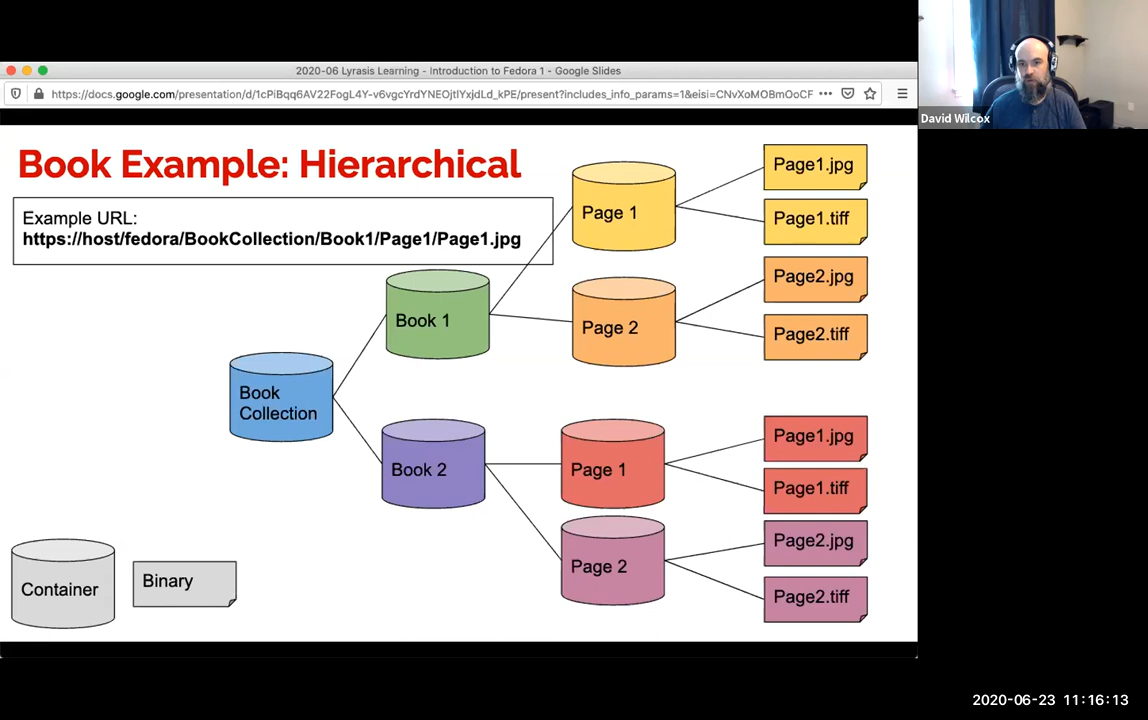 2020-06 Lyrasis Learning - Introduction to Fedora 1 - Google Slides
https://docs.google.com/presentation/d/1cPiBqq6AV22FogL4Y-v6vgcYrdYNEOjtlYxjdLd_kPE/present?includes_info_params=1&eisi=CNvXoMOBmOoCF
David Wilcox
Book Example: Hierarchical
Example URL:
https://host/fedora/BookCollection/Book1/Page1/Page1.jpg
Page 1
Page1.jpg
Page1.tiff
Book 1
Page 2
Page2.jpg
Page2.tiff
Book
Collection
Book 2
Page 1
Page1.jpg
Page1.tiff
Page 2
Page2.jpg
Page2.tiff
Container
Binary
2020-06-23 11:16:13